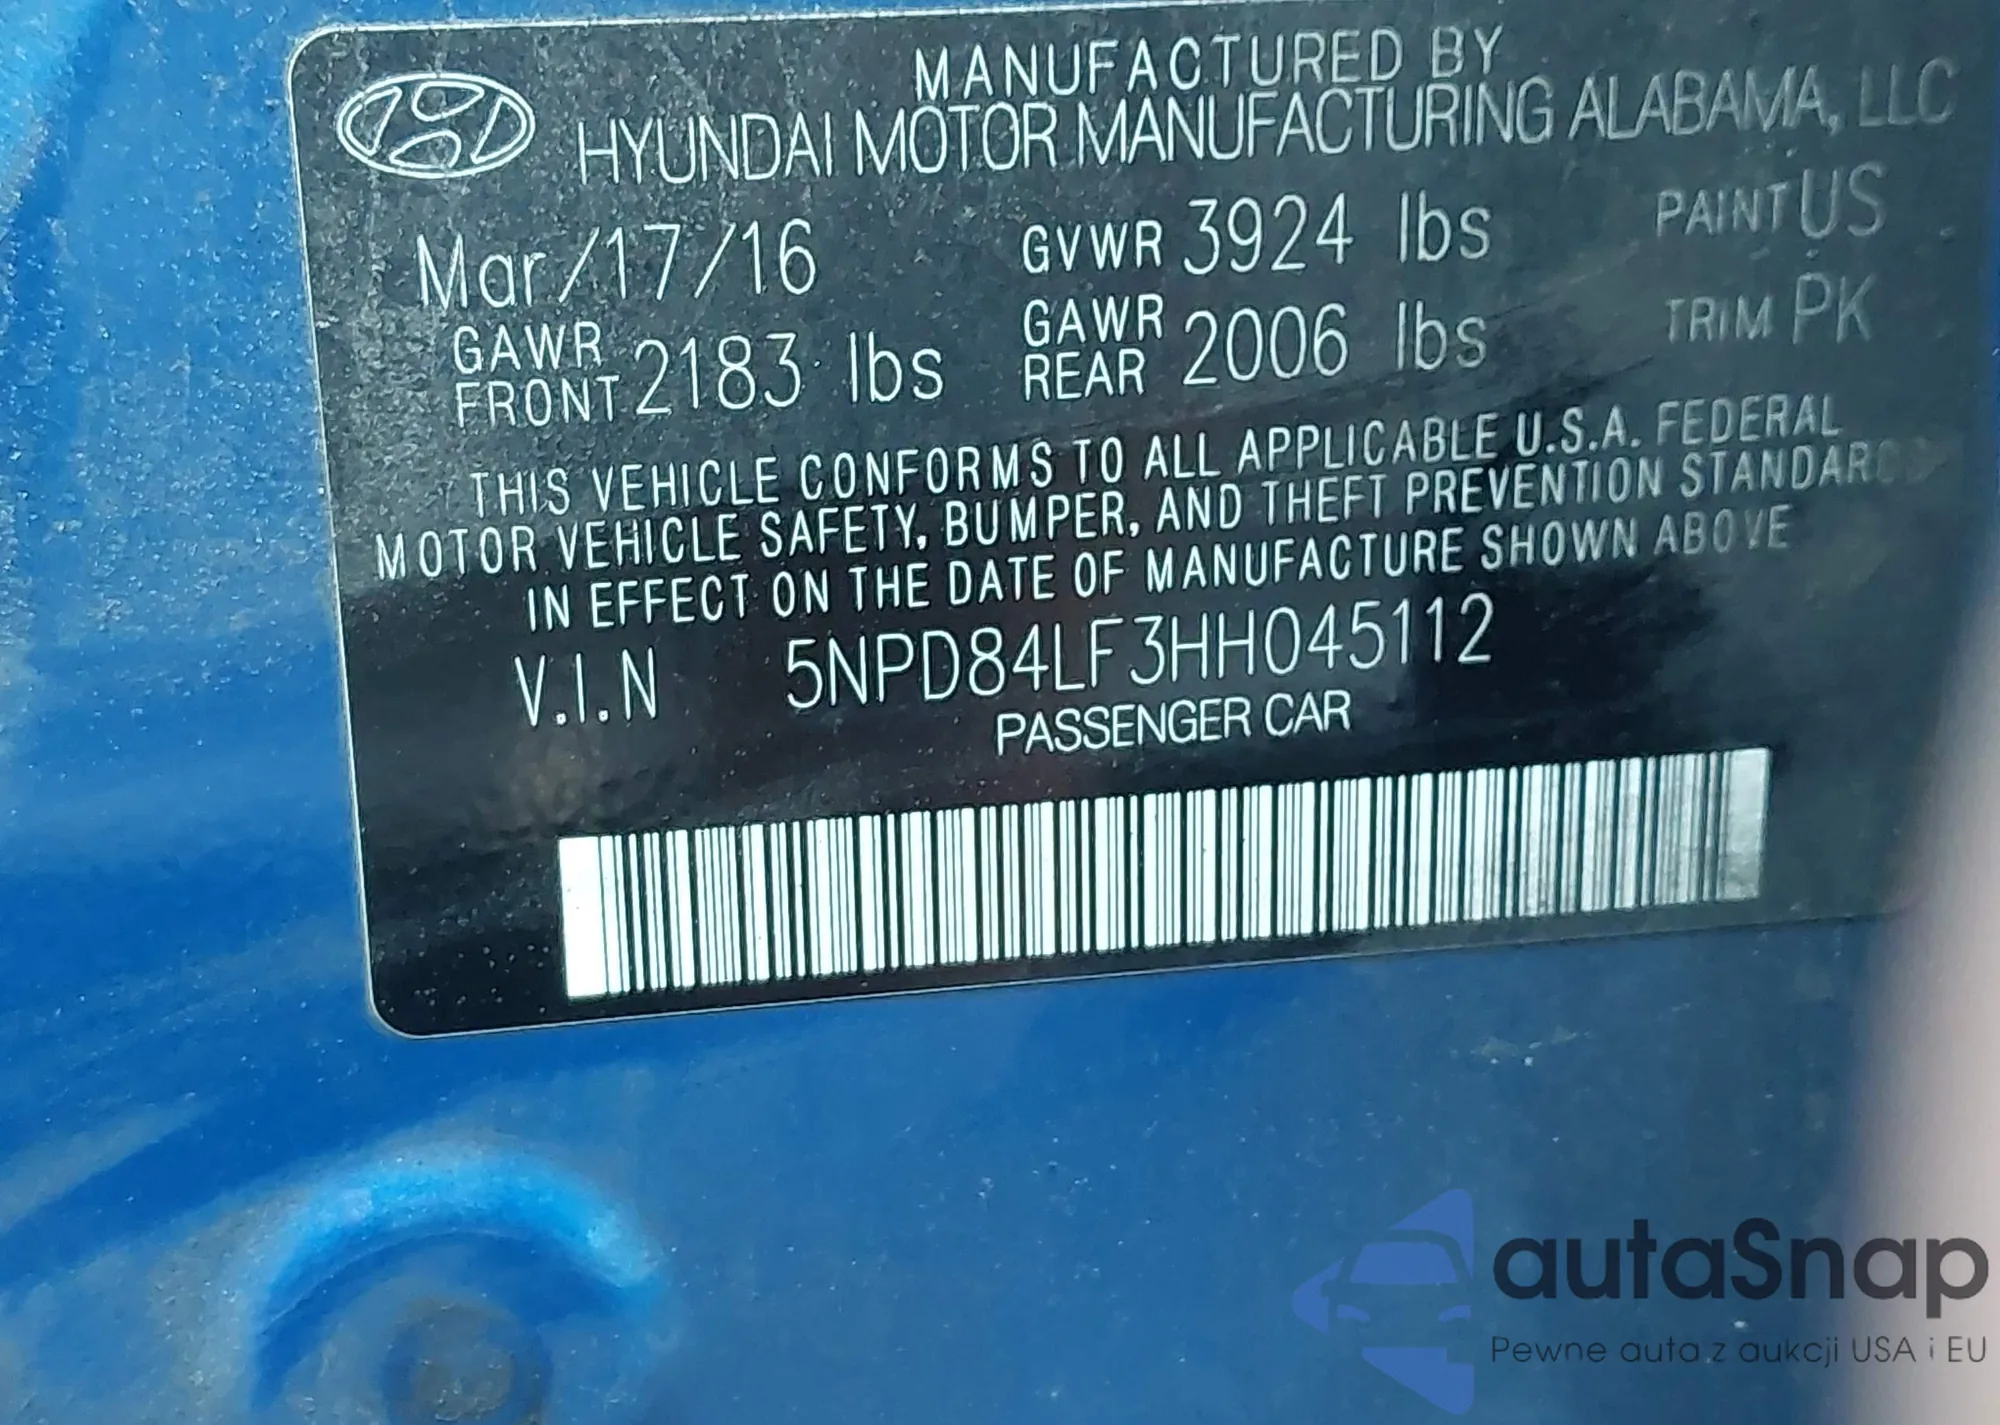 MANUFACTURED BY
HYUNDAI MOTOR MANUFACTURING ALABAMA, LLC
Mar/17/16 GVWR 3924 lbs PAINT US
GAWR FRONT 2183 lbs GAWR REAR 2006 lbs TRIM PK
THIS VEHICLE CONFORMS TO ALL APPLICABLE U.S.A. FEDERAL
MOTOR VEHICLE SAFETY, BUMPER, AND THEFT PREVENTION STANDARDS
IN EFFECT ON THE DATE OF MANUFACTURE SHOWN ABOVE
V.I.N 5NPD84LF3HH045112
PASSENGER CAR
autaSnap
Pewne auta z aukcji USA i EU